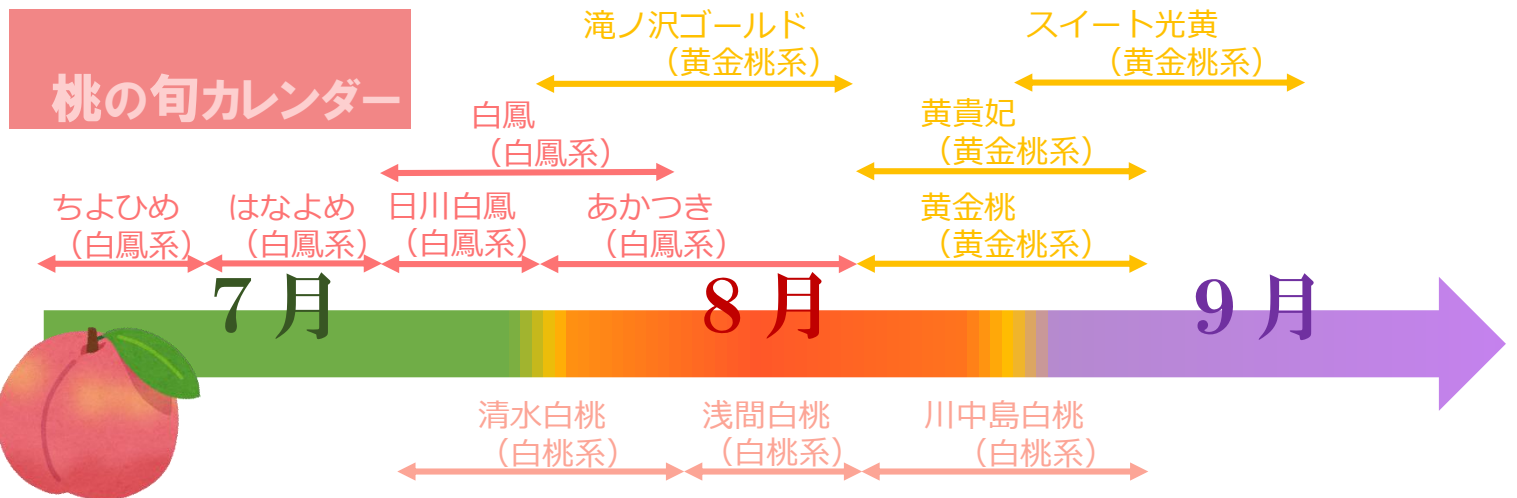 桃の旬カレンダー
滝ノ沢ゴールド
（黄金桃系）
スイート光黄
（黄金桃系）
白鳳
（白鳳系）
黄貴妃
（黄金桃系）
ちよひめ
（白鳳系）
はなよめ
（白鳳系）
日川白鳳
（白鳳系）
あかつき
（白鳳系）
黄金桃
（黄金桃系）
7月
8月
9月
清水白桃
（白桃系）
浅間白桃
（白桃系）
川中島白桃
（白桃系）